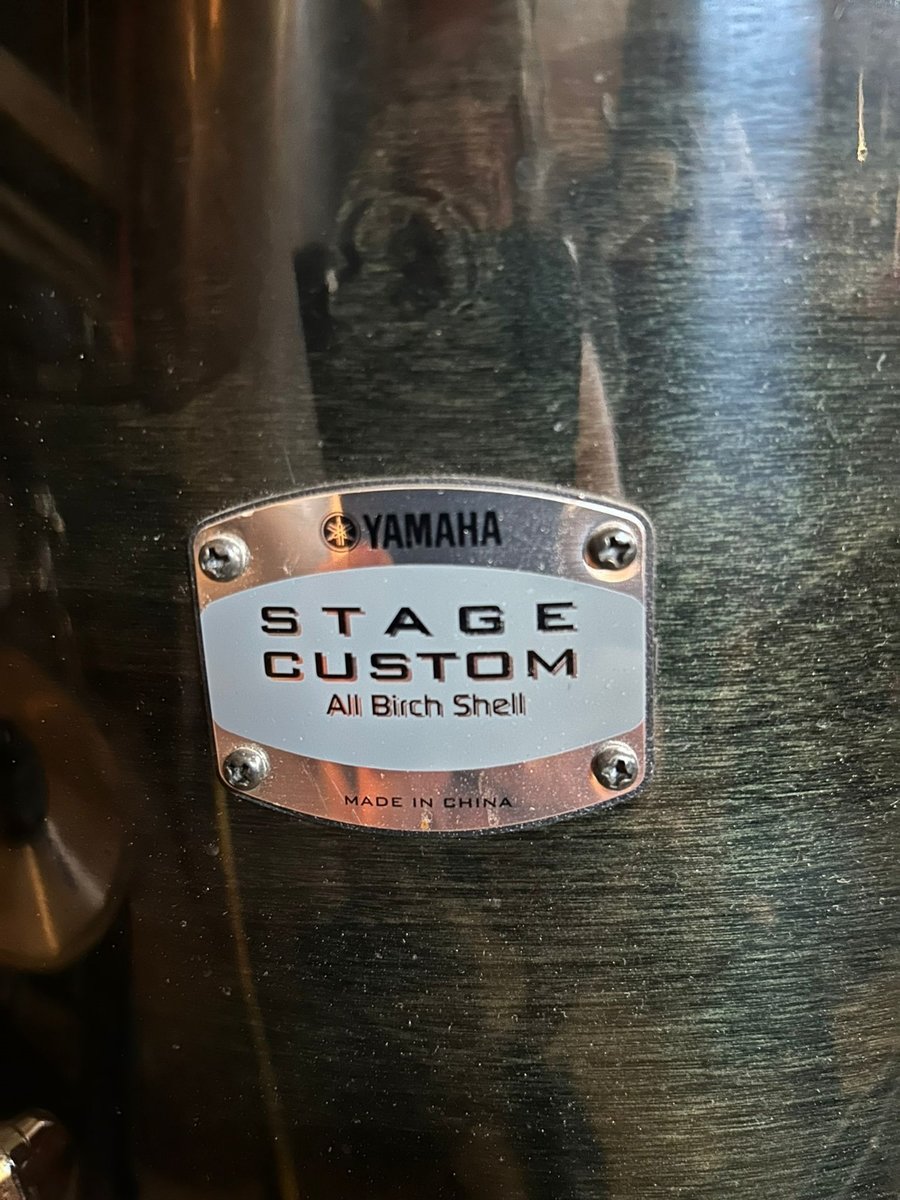 YAMAHA
STAGE
CUSTOM
All Birch Shell
MADE IN CHINA